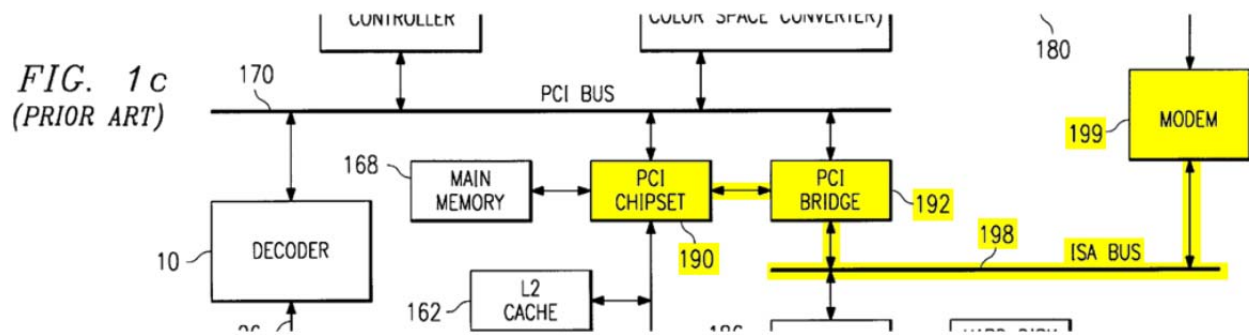 CONTROLLER
COLOR SPACE CONVERTER)
180
FIG. 1c
(PRIOR ART)
170
PCI BUS
199
MODEM
168
MAIN
MEMORY
PCI
CHIPSET
190
PCI
BRIDGE
192
10
DECODER
198
ISA BUS
162
L2
CACHE